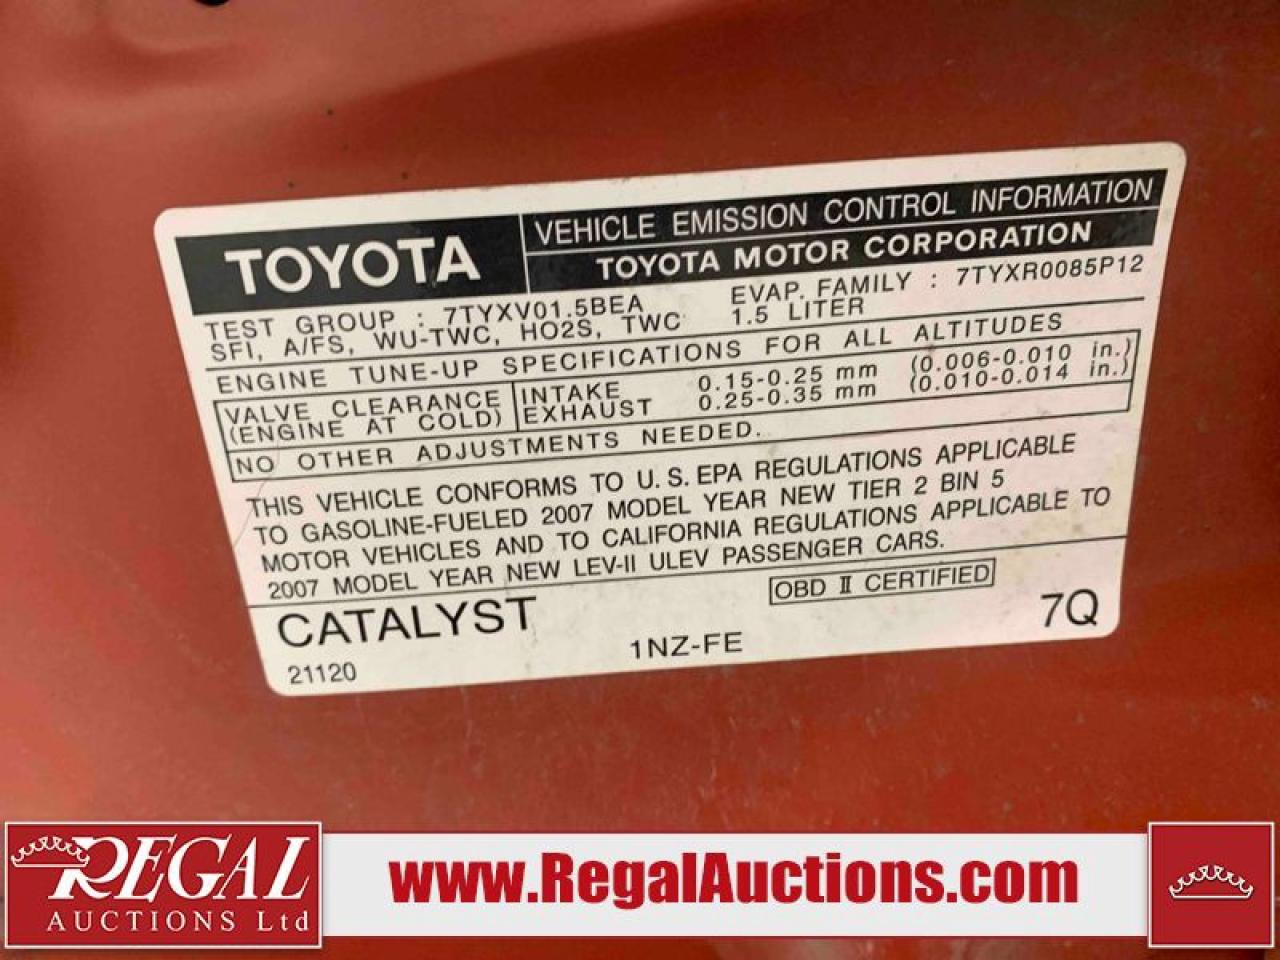 TOYOTA
VEHICLE EMISSION CONTROL INFORMATION
TOYOTA MOTOR CORPORATION
TEST GROUP : 7TYXV01.5BEA EVAP. FAMILY : 7TYXR0085P12
SFI, A/FS, WU-TWC, HO2S, TWC 1.5 LITER
ENGINE TUNE-UP SPECIFICATIONS FOR ALL ALTITUDES
VALVE CLEARANCE INTAKE 0.15-0.25 mm (0.006-0.010 in.)
(ENGINE AT COLD) EXHAUST 0.25-0.35 mm (0.010-0.014 in.)
NO OTHER ADJUSTMENTS NEEDED.
THIS VEHICLE CONFORMS TO U.S.EPA REGULATIONS APPLICABLE
TO GASOLINE-FUELED 2007 MODEL YEAR NEW TIER 2 BIN 5
MOTOR VEHICLES AND TO CALIFORNIA REGULATIONS APPLICABLE TO
2007 MODEL YEAR NEW LEV-II ULEV PASSENGER CARS.
OBD II CERTIFIED
CATALYST
21120
1NZ-FE
7Q
REGAL
AUCTIONS Ltd
www.RegalAuctions.com